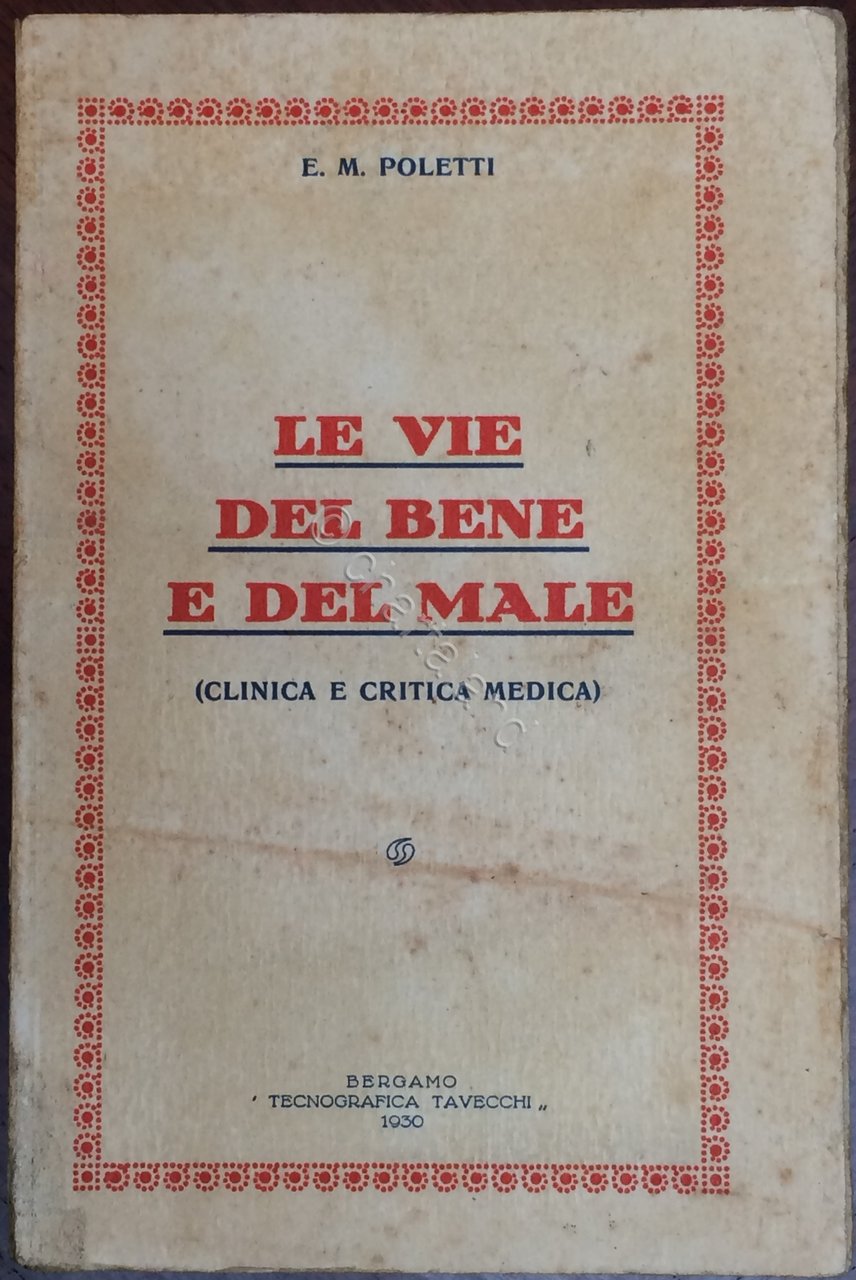 E. M. POLETTI
LE VIE
DEL BENE
E DEL MALE
(CLINICA E CRITICA MEDICA)
BERGAMO
' TECNOGRAFICA TAVECCHI „
1930